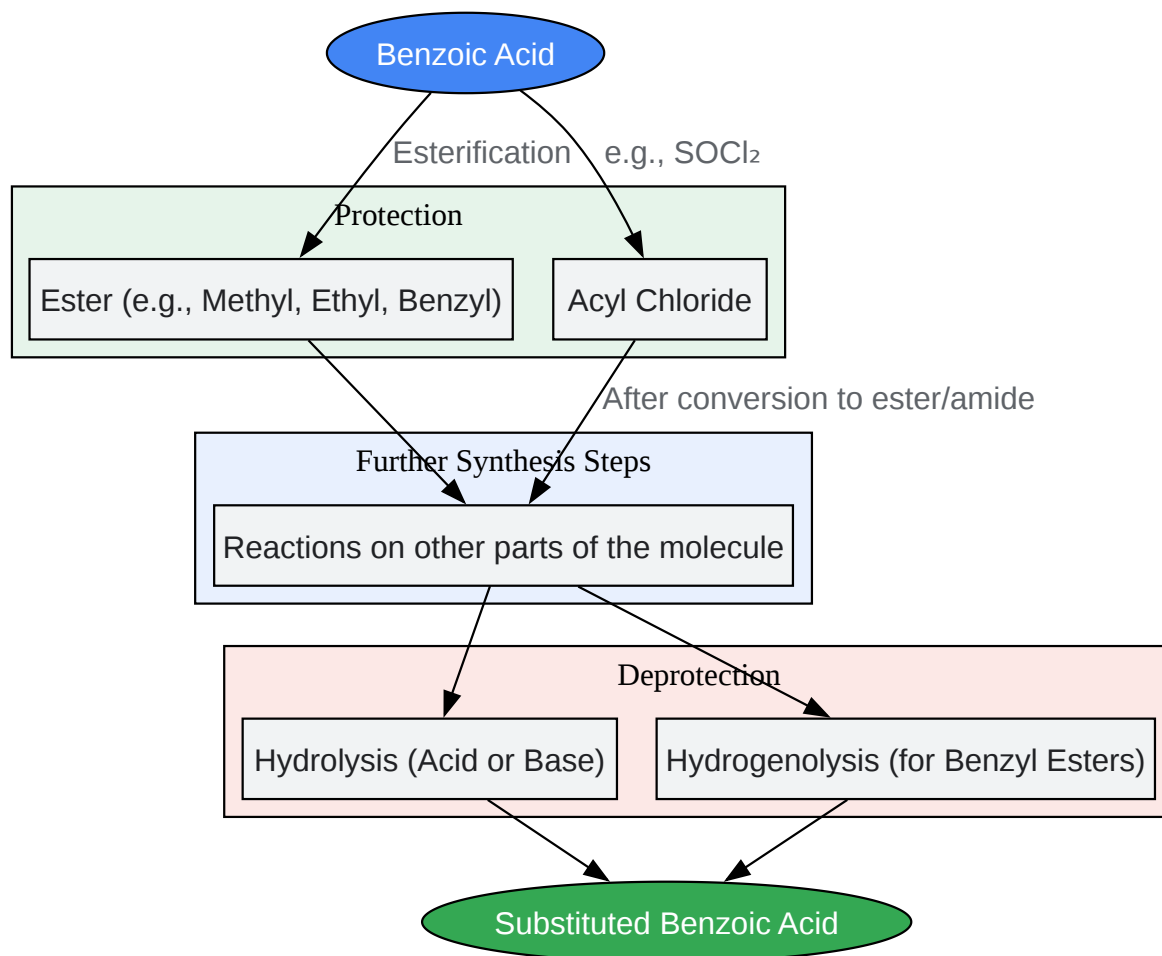 Benzoic Acid
Esterification
e.g., SOCl₂
Protection
Ester (e.g., Methyl, Ethyl, Benzyl)
Acyl Chloride
After conversion to ester/amide
Further Synthesis Steps
Reactions on other parts of the molecule
Deprotection
Hydrolysis (Acid or Base)
Hydrogenolysis (for Benzyl Esters)
Substituted Benzoic Acid